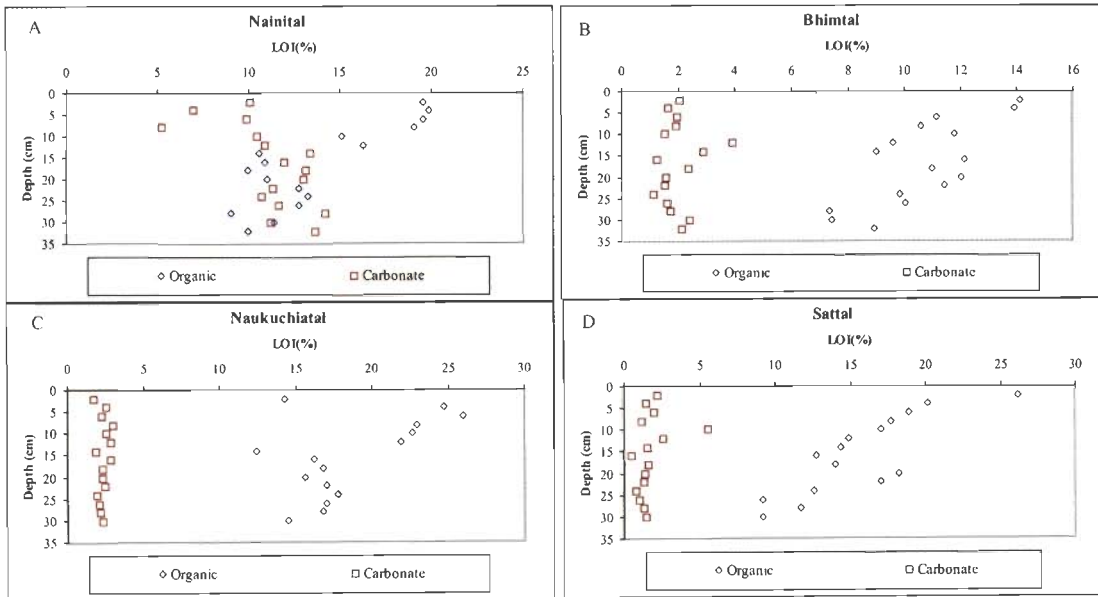 A
Nainital
LOI(%)
0 5 10 15 20 25
0
5
10
15
20
25
30
35
Depth (cm)
Organic Carbonate
B
Bhimtal
LOI(%)
0 2 4 6 8 10 12 14 16
0
5
10
15
20
25
30
35
Depth (cm)
Organic Carbonate
C
Naukuchiatal
LOI(%)
0 5 10 15 20 25 30
0
5
10
15
20
25
30
35
Depth (cm)
Organic Carbonate
D
Sattal
LOI(%)
0 5 10 15 20 25 30
0
5
10
15
20
25
30
35
Depth (cm)
Organic Carbonate